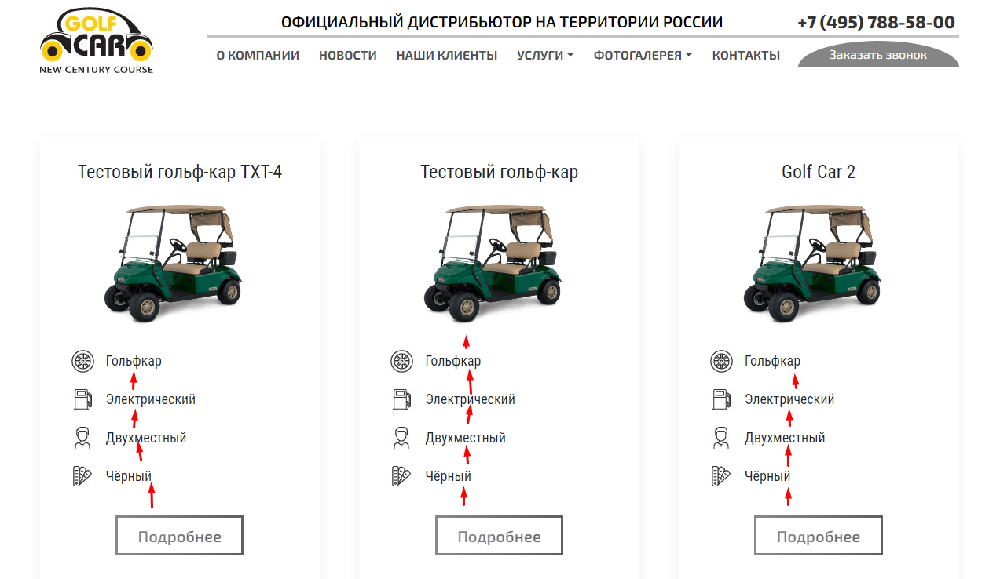 GOLF
CAR
NEW CENTURY COURSE
ОФИЦИАЛЬНЫЙ ДИСТРИБЬЮТОР НА ТЕРРИТОРИИ РОССИИ
+7 (495) 788-58-00
О КОМПАНИИ НОВОСТИ НАШИ КЛИЕНТЫ УСЛУГИ ФОТОГАЛЕРЕЯ КОНТАКТЫ
Заказать звонок
Тестовый гольф-кар TXT-4
Гольфкар
Электрический
Двухместный
Чёрный
Подробнее
Тестовый гольф-кар
Гольфкар
Электрический
Двухместный
Чёрный
Подробнее
Golf Car 2
Гольфкар
Электрический
Двухместный
Чёрный
Подробнее